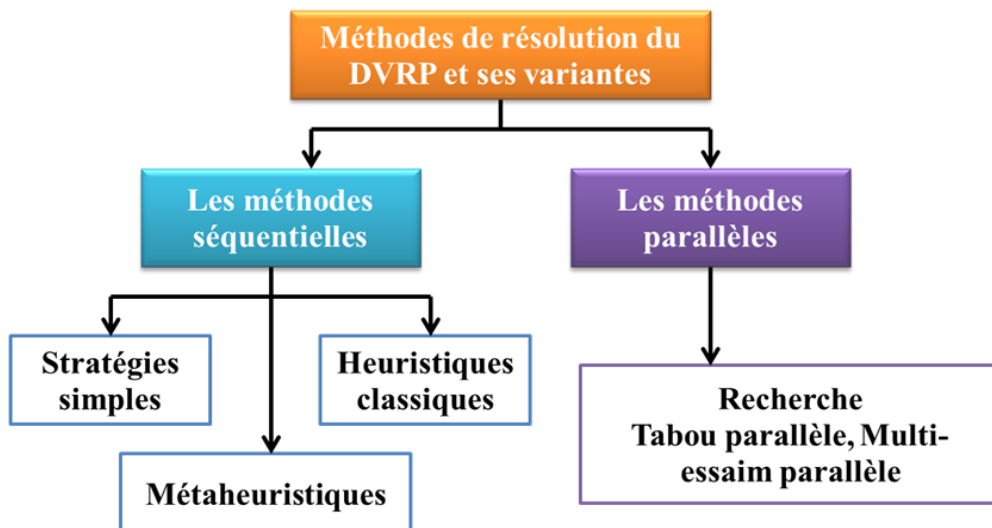 Méthodes de résolution du
DVRP et ses variantes
Les méthodes
séquentielles
Les méthodes
parallèles
Stratégies
simples
Heuristiques
classiques
Métaheuristiques
Recherche
Tabou parallèle, Multi-
essaim parallèle